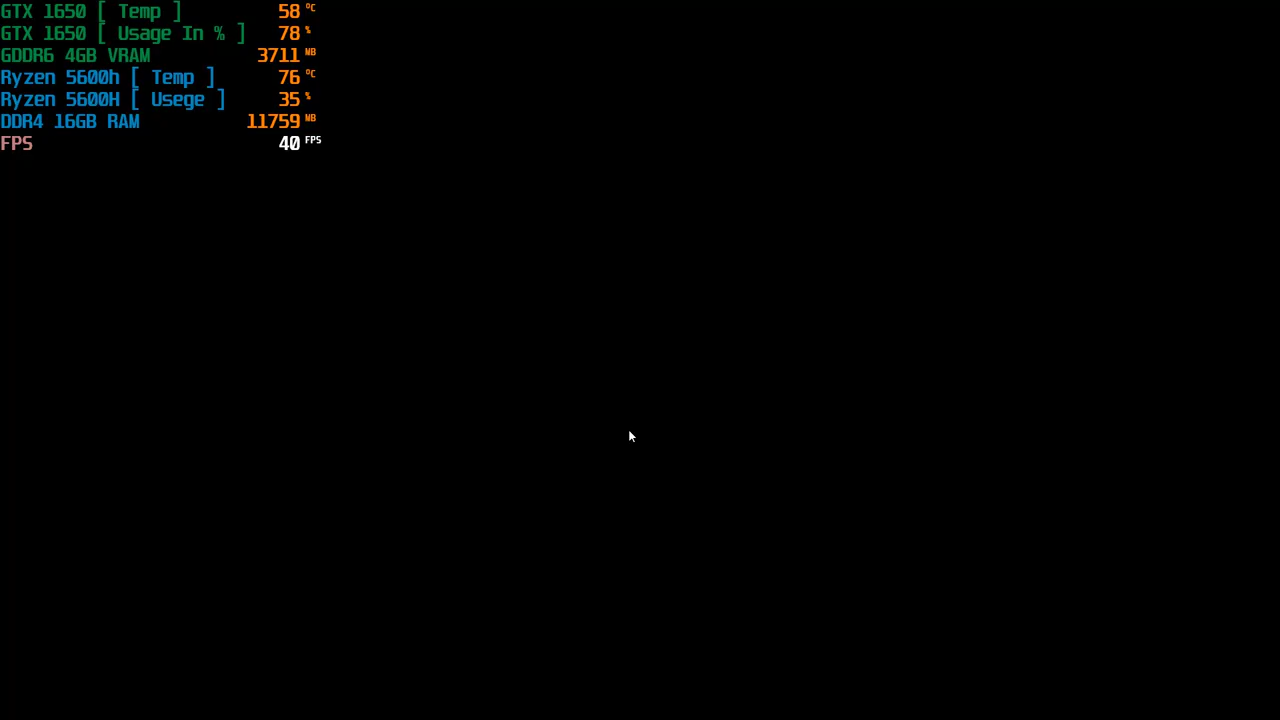 GTX 1650 [ Temp ] 58 °C
GTX 1650 [ Usage In % ] 78 %
GDDR6 4GB VRAM 3711 MB
Ryzen 5600h [ Temp ] 76 °C
Ryzen 5600H [ Usege ] 35 %
DDR4 16GB RAM 11759 MB
FPS 40 FPS